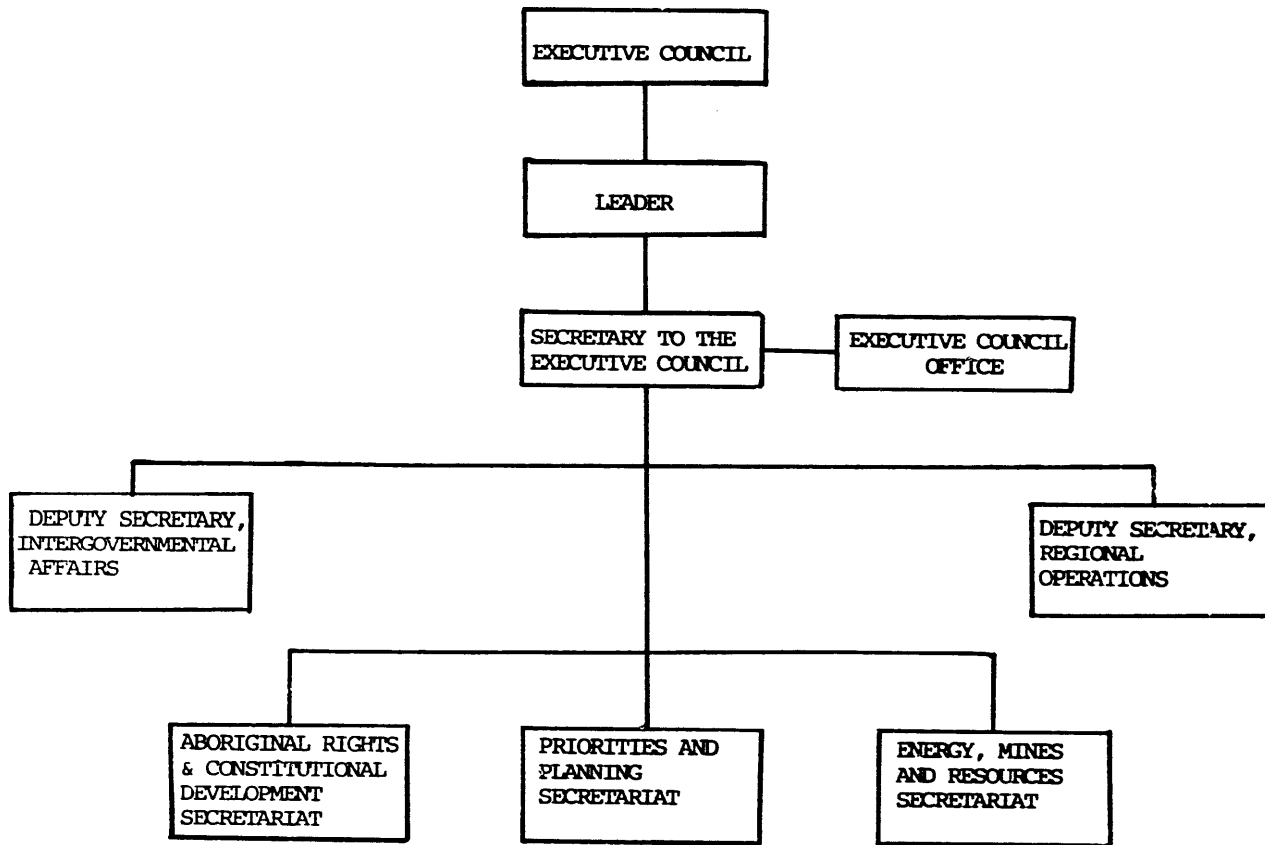 EXECUTIVE COUNCIL
LEADER
SECRETARY TO THE
EXECUTIVE COUNCIL
EXECUTIVE COUNCIL
OFFICE
DEPUTY SECRETARY,
INTERGOVERNMENTAL
AFFAIRS
DEPUTY SECRETARY,
REGIONAL
OPERATIONS
ABORIGINAL RIGHTS
& CONSTITUTIONAL
DEVELOPMENT
SECRETARIAT
PRIORITIES AND
PLANNING
SECRETARIAT
ENERGY, MINES
AND RESOURCES
SECRETARIAT